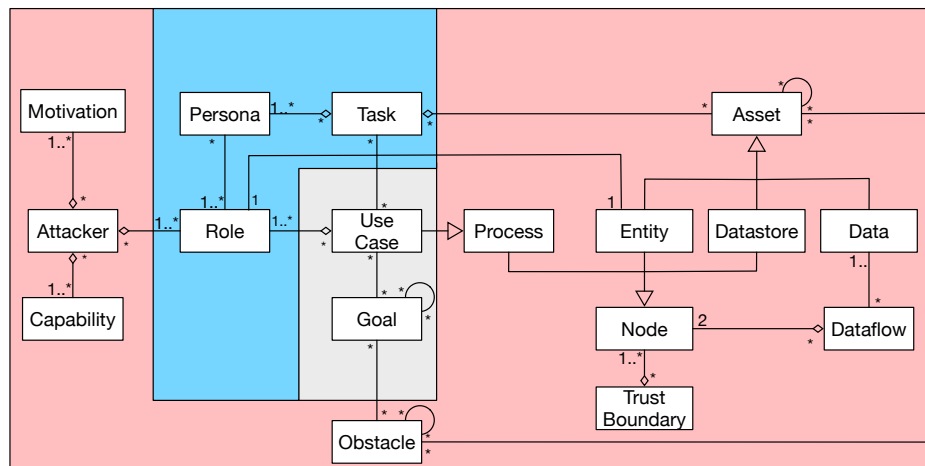 Motivation
1..*
*
Attacker
*
1..*
*
1..*
Capability
Persona
1..*
*
*
1..*
Role
1
1..*
*
Task
*
*
*
*
Use
Case
*
*
Goal
*
*
*
*
*
*
Obstacle
*
*
Asset
*
*
*
Process
1
Entity
Datastore
Data
1..
*
Dataflow
*
2
Node
1..*
*
Trust
Boundary